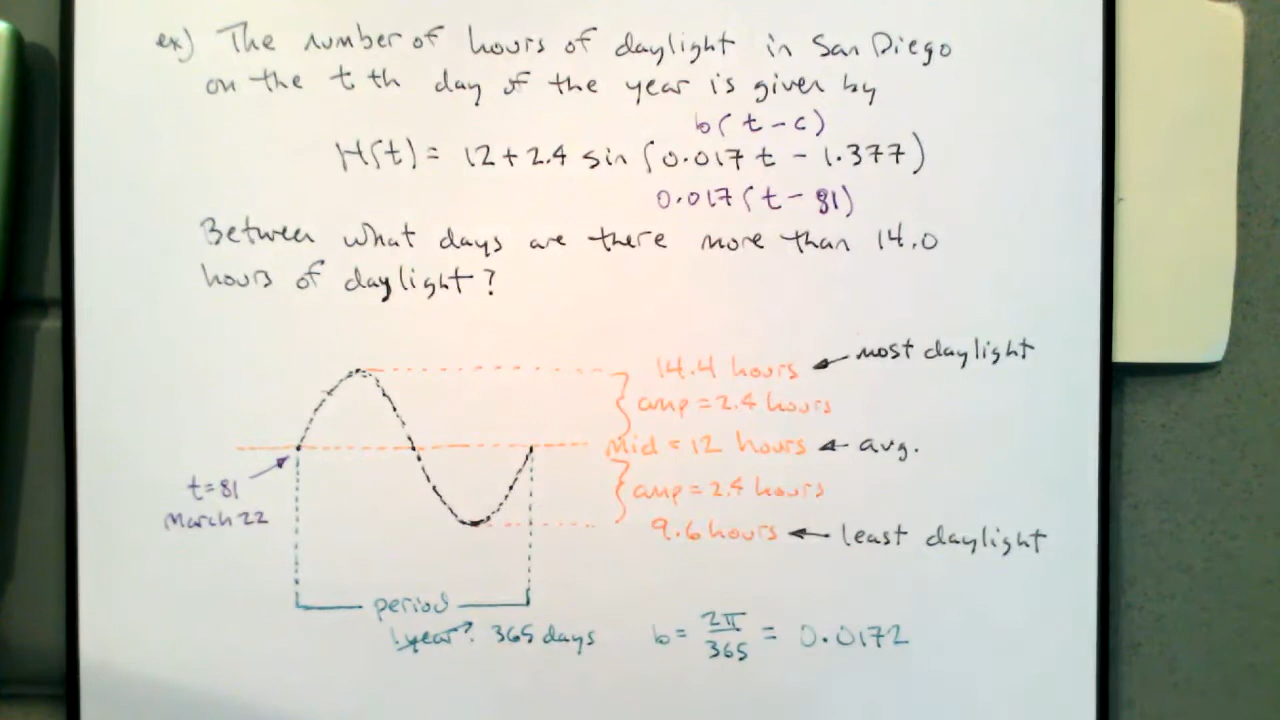 ex) The number of hours of daylight in San Diego
on the t th day of the year is given by
b(t-c)
H(t) = 12 + 2.4 sin (0.017 t - 1.377)
0.017(t - 81)
Between what days are there more than 14.0
hours of daylight?
14.4 hours ← most daylight
amp = 2.4 hours
mid = 12 hours ← avg.
t=81
March 22
amp = 2.4 hours
9.6 hours ← least daylight
period
1 year? 365 days
b = 2π/365 = 0.0172